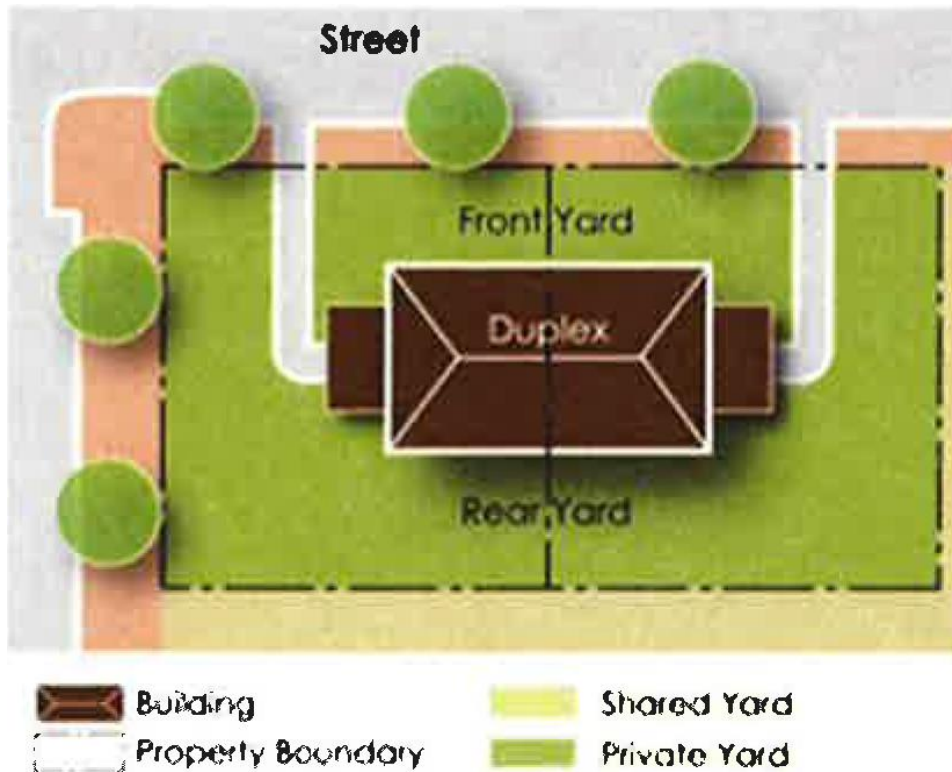 Street
Front Yard
Duplex
Rear Yard
Building
Shared Yard
Property Boundary
Private Yard